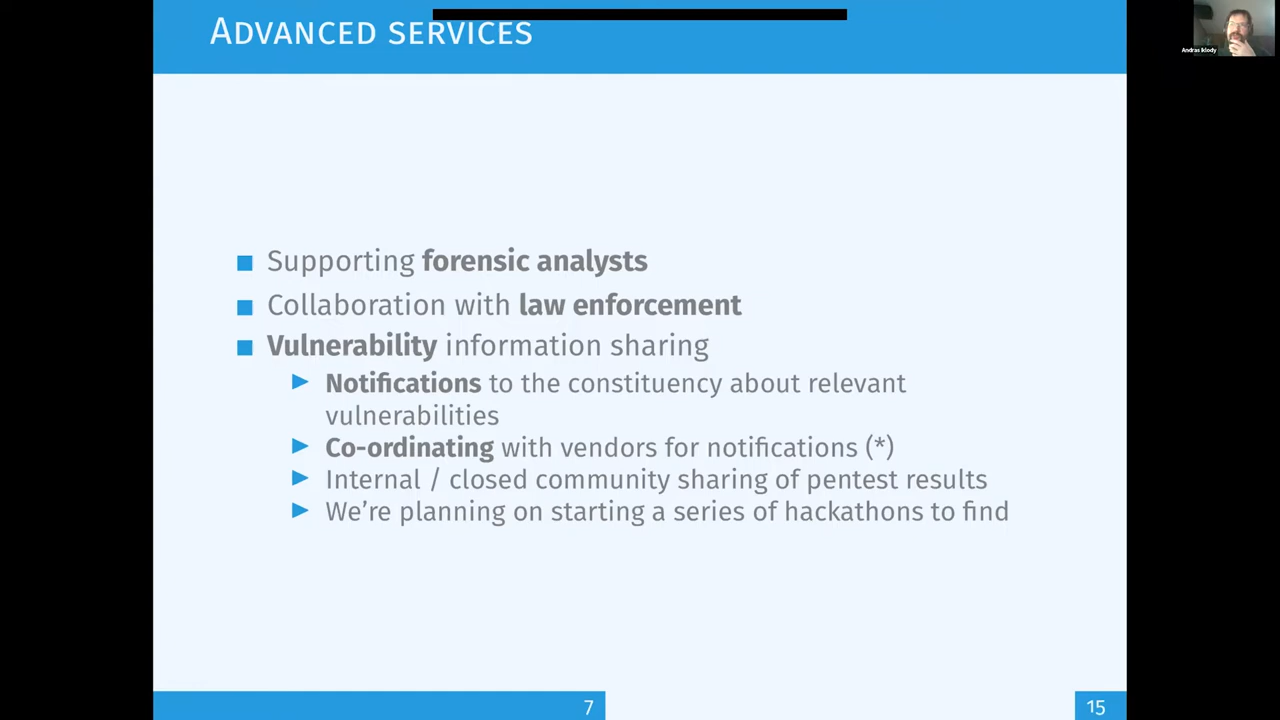 ADVANCED SERVICES
Andras Iklody
Supporting forensic analysts
Collaboration with law enforcement
Vulnerability information sharing
Notifications to the constituency about relevant
vulnerabilities
Co-ordinating with vendors for notifications (*)
Internal / closed community sharing of pentest results
We're planning on starting a series of hackathons to find
7
15